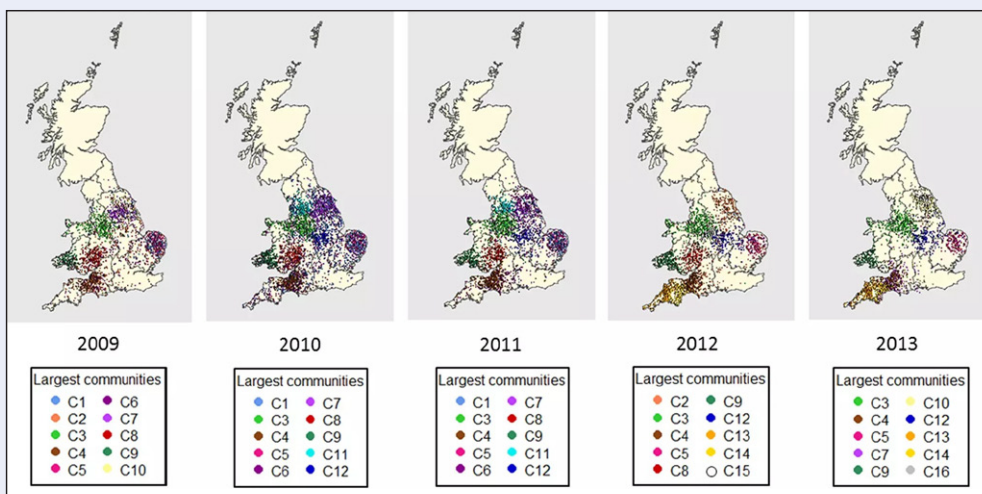 2009
2010
2011
2012
2013
Largest communities
C1 C6
C2 C7
C3 C8
C4 C9
C5 C10
Largest communities
C1 C7
C3 C8
C4 C9
C5 C11
C6 C12
Largest communities
C1 C7
C3 C8
C4 C9
C5 C11
C6 C12
Largest communities
C2 C9
C3 C12
C4 C13
C5 C14
C8 C15
Largest communities
C3 C10
C4 C12
C5 C13
C7 C14
C9 C16